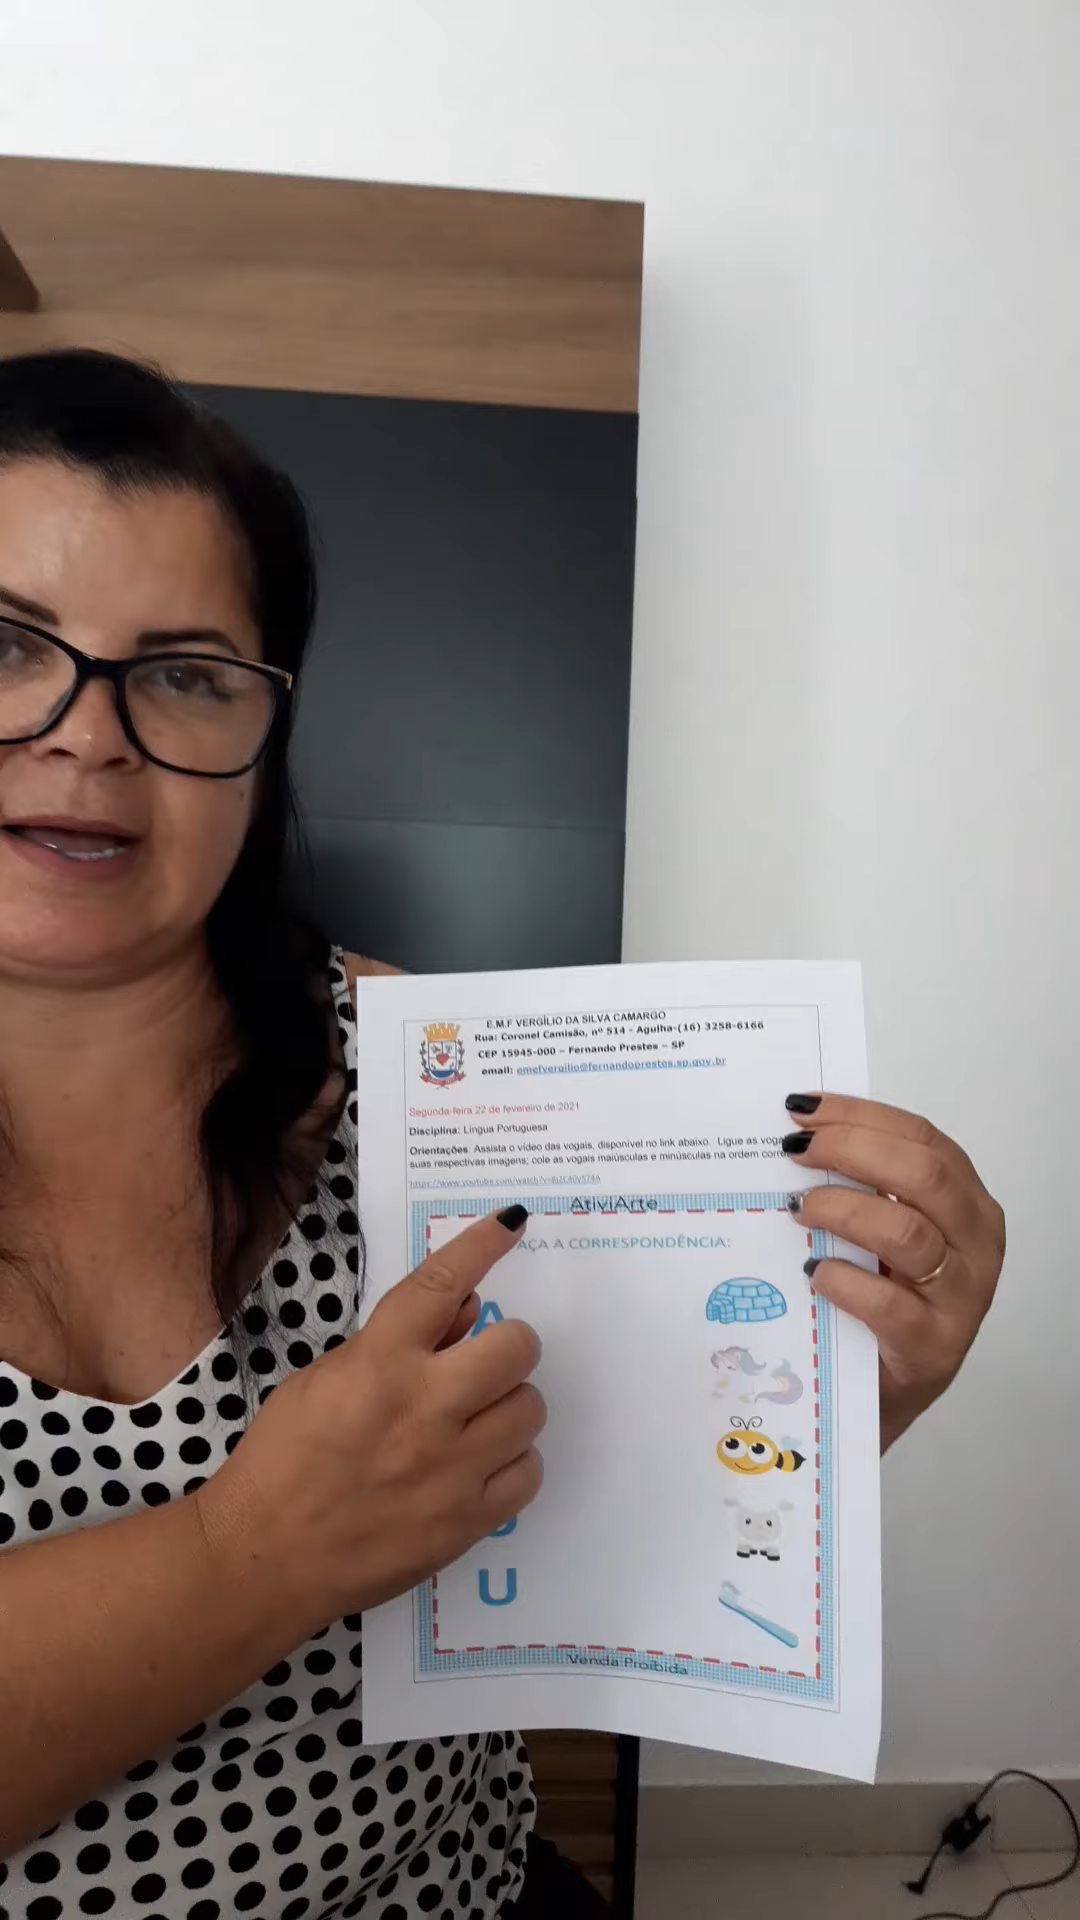 E.M.F VERGÍLIO DA SILVA CAMARGO
Rua: Coronel Camisão, nº 514 - Agulha-(16) 3258-6166
CEP 15945-000 – Fernando Prestes – SP
email: emefvergilio@fernandoprestes.sp.gov.br
Segunda-feira 22 de fevereiro de 2021
Disciplina: Língua Portuguesa
Orientações: Assista o vídeo das vogais, disponível no link abaixo. Ligue as
suas respectivas imagens; cole as vogais maiúsculas e minúsculas na ordem
AtiviArte
AÇA A CORRESPONDÊNCIA:
A
U
Venda Proibida